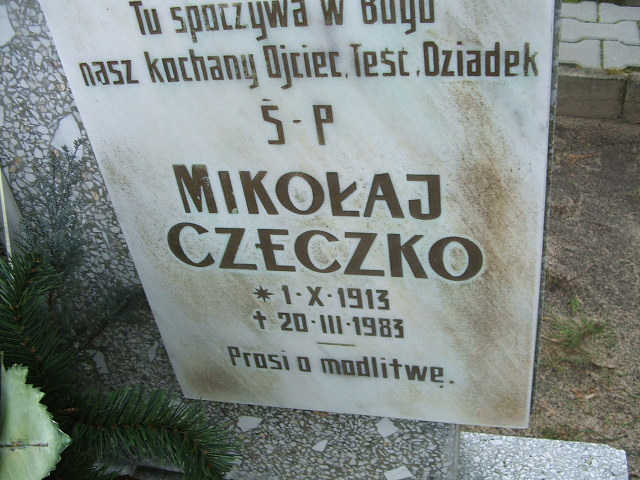 Tu spoczywa w Bogu
nasz kochany Ojciec, Teść, Dziadek
Ś-P
MIKOŁAJ
CZECZKO
* 1-X-1913
✝ 20-III-1983
Prosi o modlitwę.